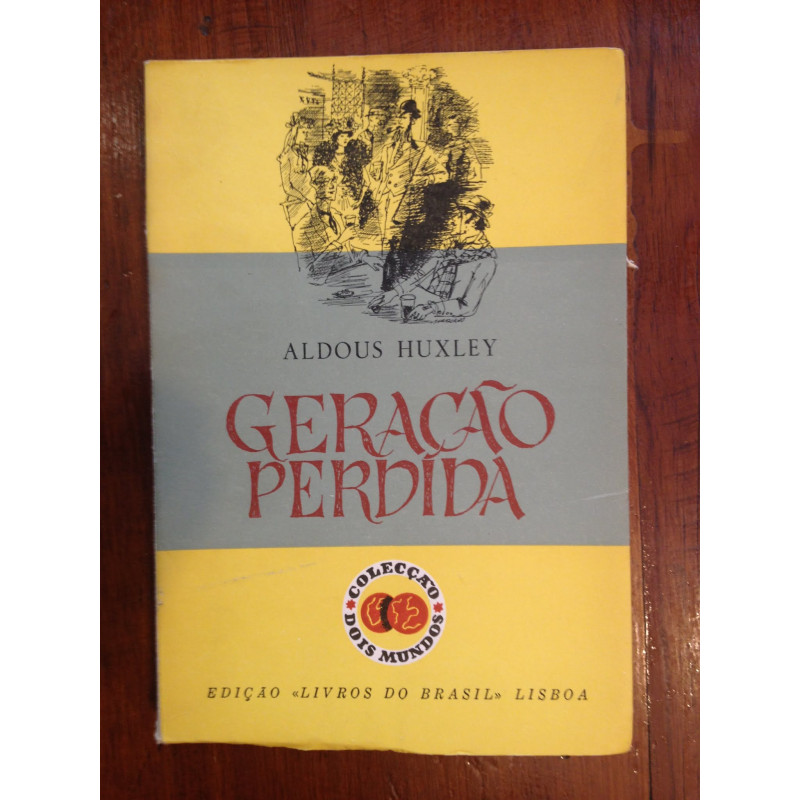 ALDOUS HUXLEY
GERAÇÃO
PERDIDA
COLECÇÃO
DOIS MUNDOS
EDIÇÃO «LIVROS DO BRASIL» LISBOA